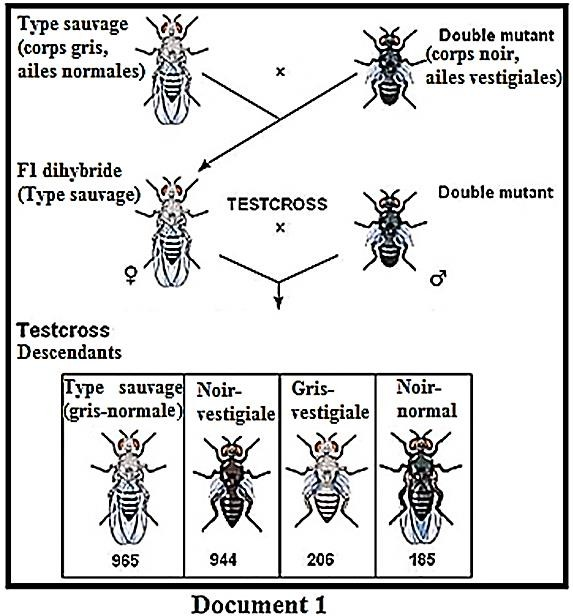 Type sauvage
(corps gris,
ailes normales)
x
Double mutant
(corps noir,
ailes vestigiales)
F1 dihybride
(Type sauvage)
TESTCROSS
x
Double mutant
♀
♂
Testcross
Descendants
Type sauvage
(gris-normale)
Noir-
vestigiale
Gris-
vestigiale
Noir-
normal
965
944
206
185
Document 1